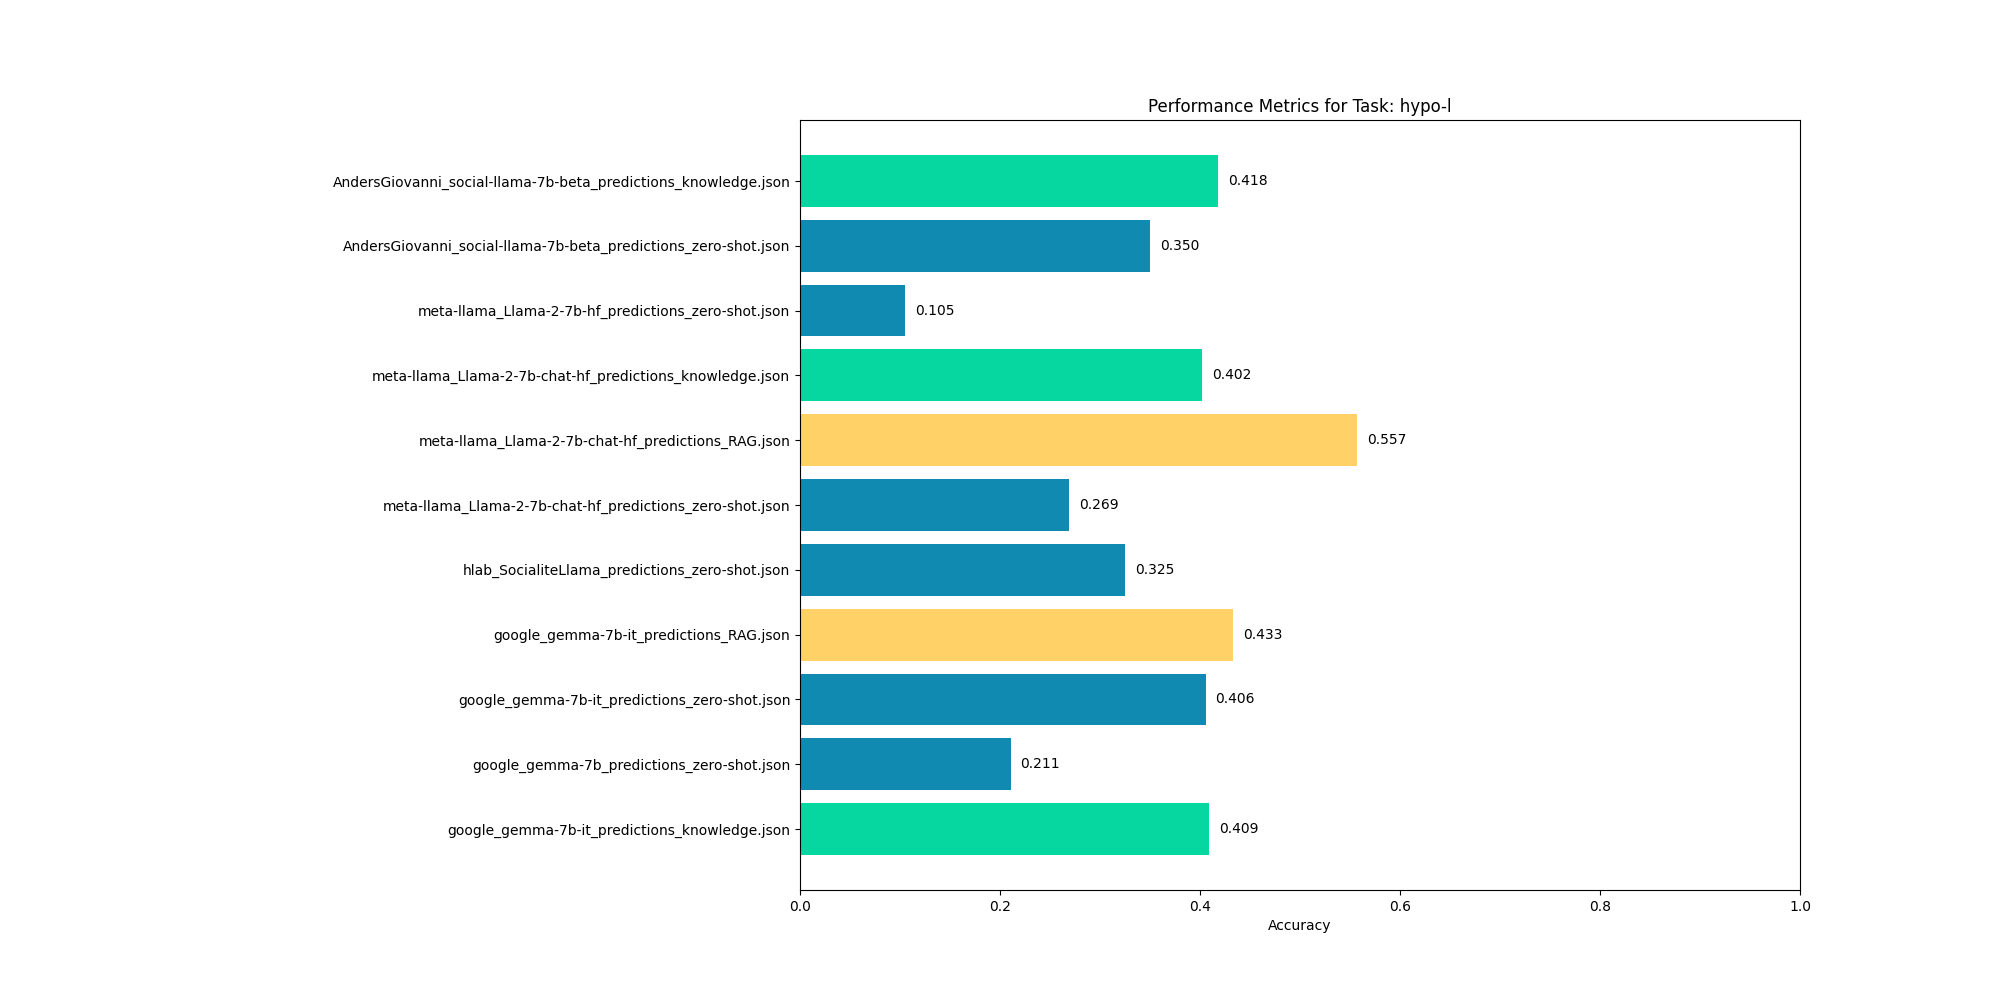 Performance Metrics for Task: hypo-l
AndersGiovanni_social-llama-7b-beta_predictions_knowledge.json
0.418
AndersGiovanni_social-llama-7b-beta_predictions_zero-shot.json
0.350
meta-llama_Llama-2-7b-hf_predictions_zero-shot.json
0.105
meta-llama_Llama-2-7b-chat-hf_predictions_knowledge.json
0.402
meta-llama_Llama-2-7b-chat-hf_predictions_RAG.json
0.557
meta-llama_Llama-2-7b-chat-hf_predictions_zero-shot.json
0.269
hlab_SocialiteLlama_predictions_zero-shot.json
0.325
google_gemma-7b-it_predictions_RAG.json
0.433
google_gemma-7b-it_predictions_zero-shot.json
0.406
google_gemma-7b_predictions_zero-shot.json
0.211
google_gemma-7b-it_predictions_knowledge.json
0.409
0.0 0.2 0.4 0.6 0.8 1.0
Accuracy